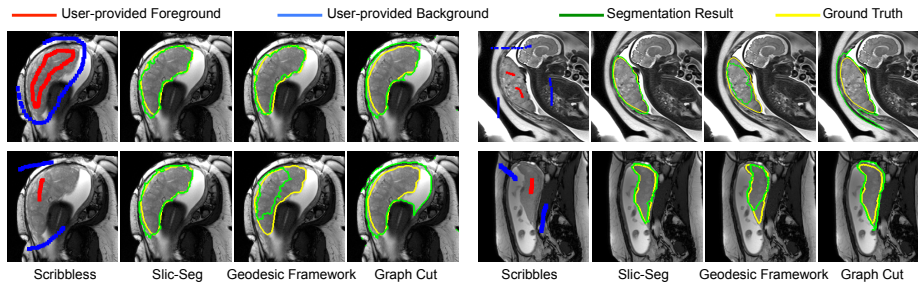 User-provided Foreground User-provided Background Segmentation Result Ground Truth
Scribbless Slic-Seg Geodesic Framework Graph Cut Scribbles Slic-Seg Geodesic Framework Graph Cut